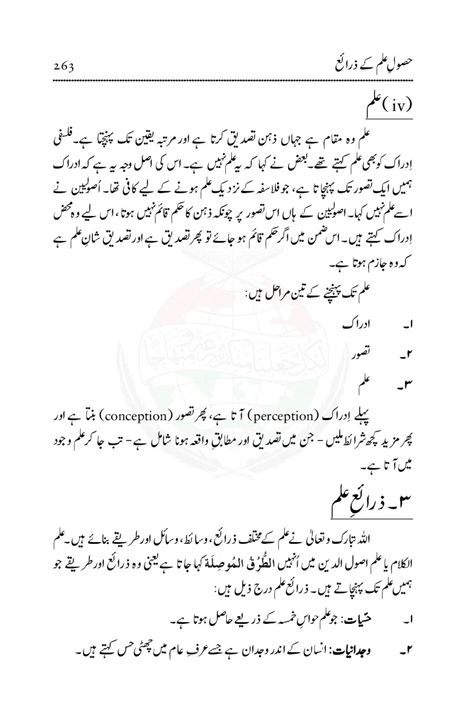 حصولِ علم کے ذرائع
263
(iv) علم
علم وہ مقام ہے جہاں ذہن تصدیق کرتا ہے اور مرتبہ یقین تک پہنچتا ہے۔ فلسفی
اِدراک کو بھی علم کہتے تھے۔ بعض نے کہا کہ یہ علم نہیں ہے۔ اس کی اصل وجہ یہ ہے کہ ادراک
ہمیں ایک تصور تک پہنچاتا ہے، جو فلاسفہ کے نزدیک علم ہونے کے لیے کافی تھا۔ اُصولیین نے
اسے علم نہیں کہا۔ اصولیین کے ہاں اس تصور پر چونکہ ذہن کا حکم قائم نہیں ہوتا، اس لیے وہ محض
اِدراک کہتے ہیں۔ اس ضمن میں اگر حکم قائم ہو جائے تو پھر تصدیق ہے اور تصدیق شانِ علم ہے
کہ وہ جازم ہوتا ہے۔
علم تک پہنچنے کے تین مراحل ہیں:
۱۔ ادراک
۲۔ تصور
۳۔ علم
پہلے اِدراک (perception) آتا ہے، پھر تصور (conception) بنتا ہے اور
پھر مزید کچھ شرائط ملیں - جن میں تصدیق اور مطابقِ واقعہ ہونا شامل ہے - تب جا کر علم وجود
میں آتا ہے۔
۳۔ ذرائعِ علم
اللہ تبارک و تعالیٰ نے علم کے مختلف ذرائع، وسائط، وسائل اور طریقے بنائے ہیں۔ علم
الکلام یا علم اصول الدین میں اُنہیں الطُّرُقُ المُوصِلَة کہا جاتا ہے یعنی وہ ذرائع اور طریقے جو
ہمیں علم تک پہنچاتے ہیں۔ ذرائع علم درج ذیل ہیں:
۱۔ حسّیات: جو علم حواسِ خمسہ کے ذریعے حاصل ہوتا ہے۔
۲۔ وجدانیات: انسان کے اندر وجدان ہے جسے عرفِ عام میں چھٹی حس کہتے ہیں۔